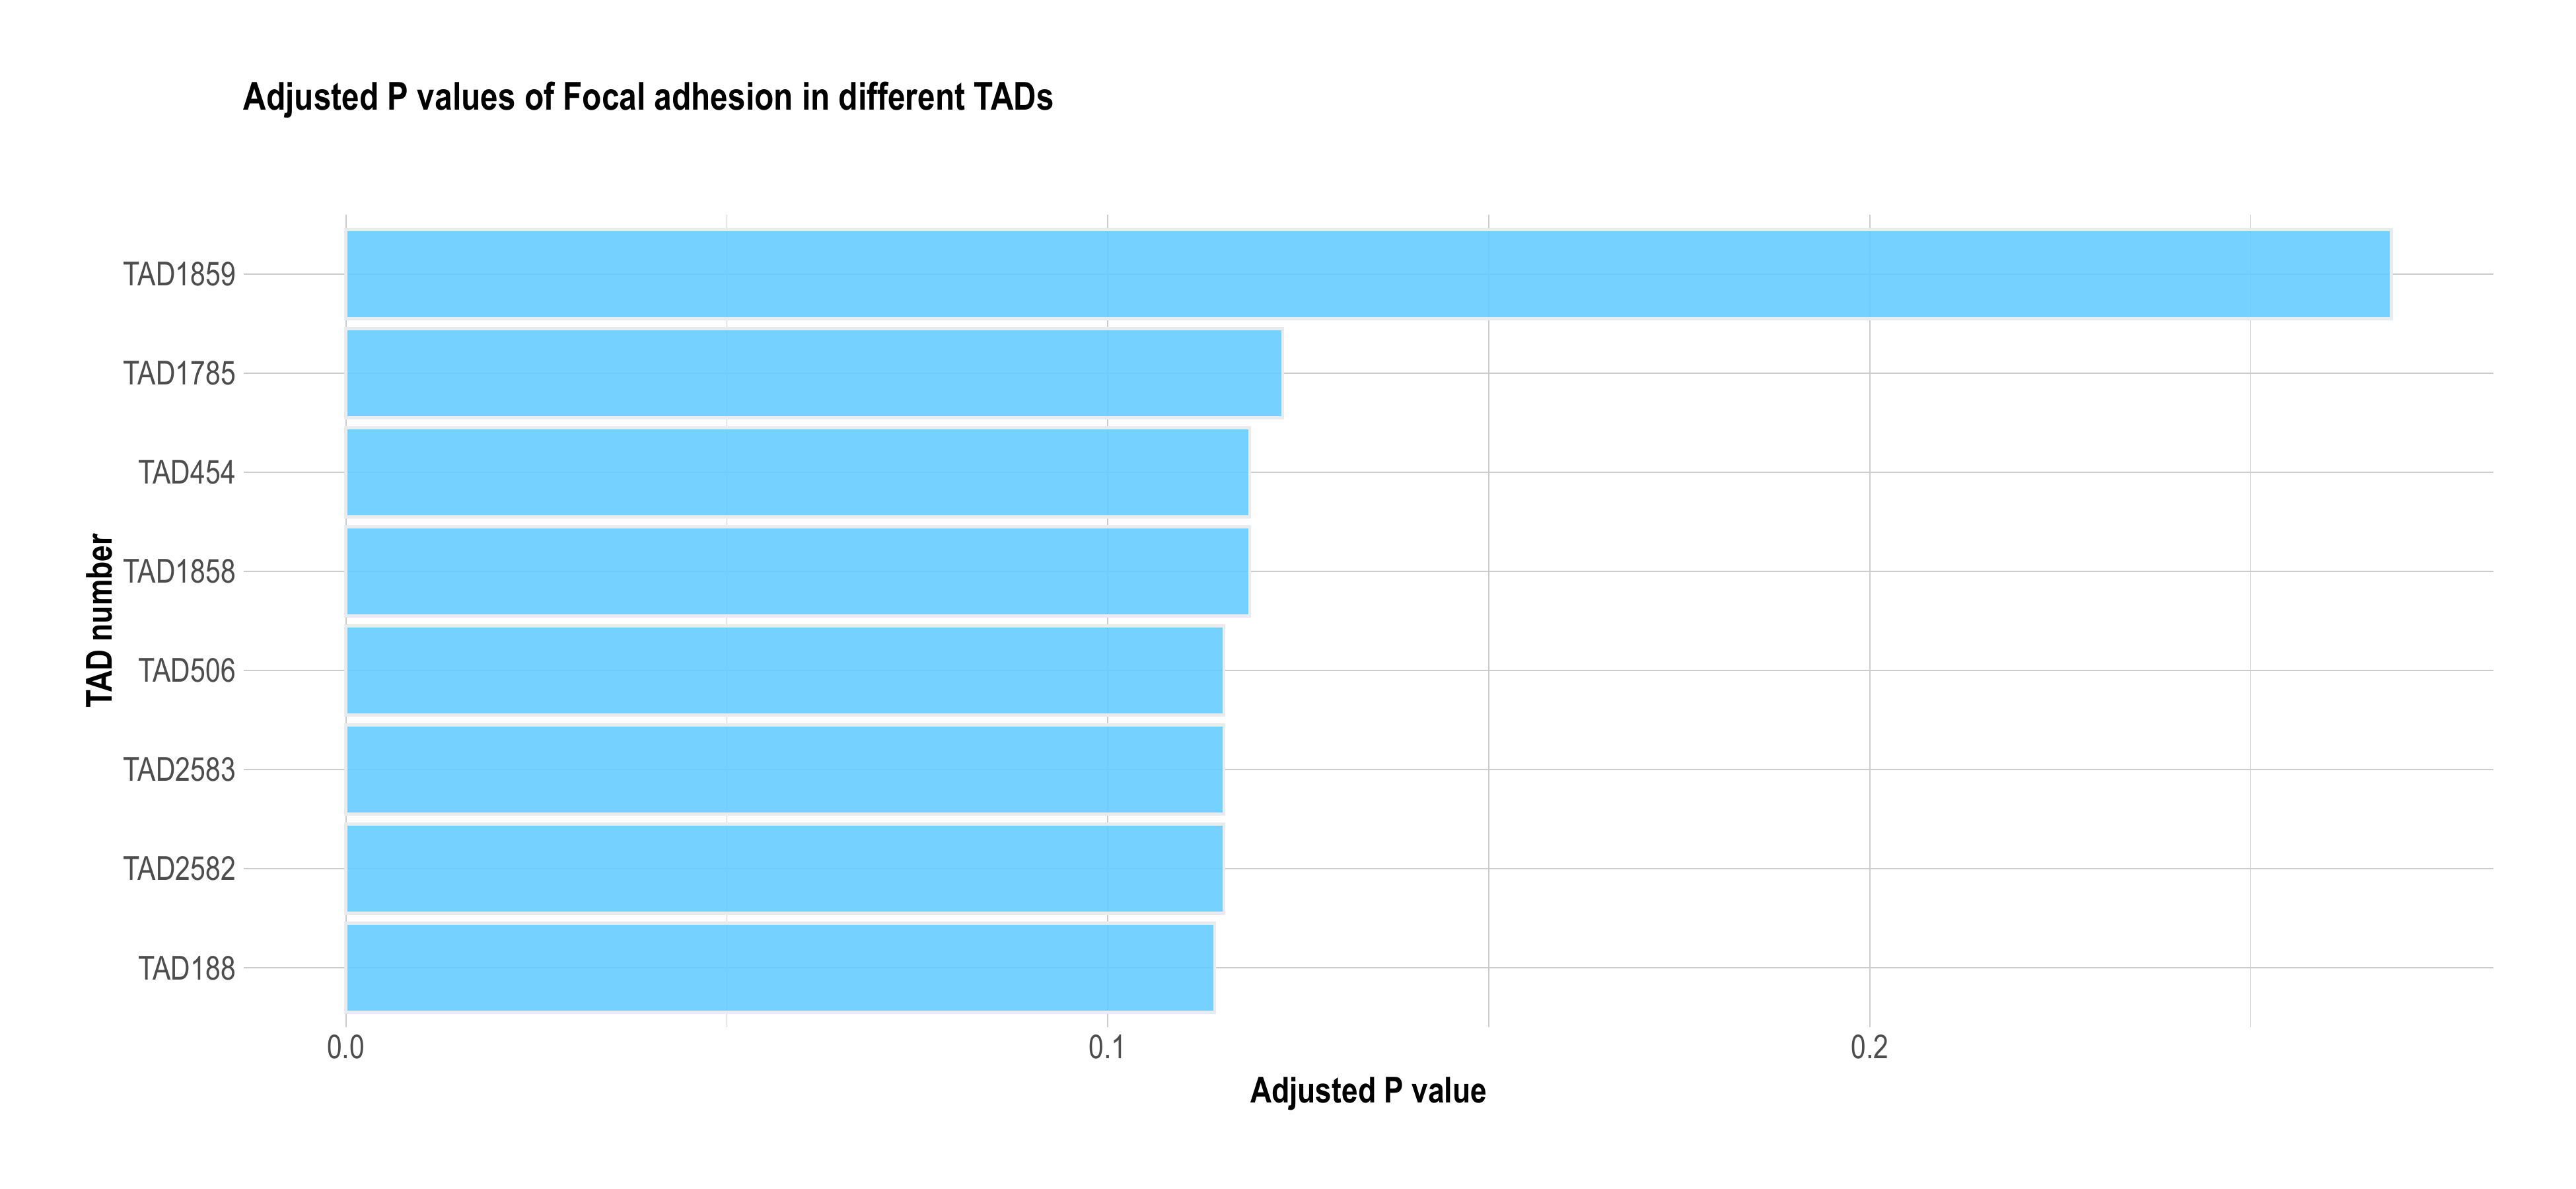 Adjusted P values of Focal adhesion in different TADs
TAD1859
TAD1785
TAD454
TAD1858
TAD506
TAD2583
TAD2582
TAD188
TAD number
0.0 0.1 0.2
Adjusted P value